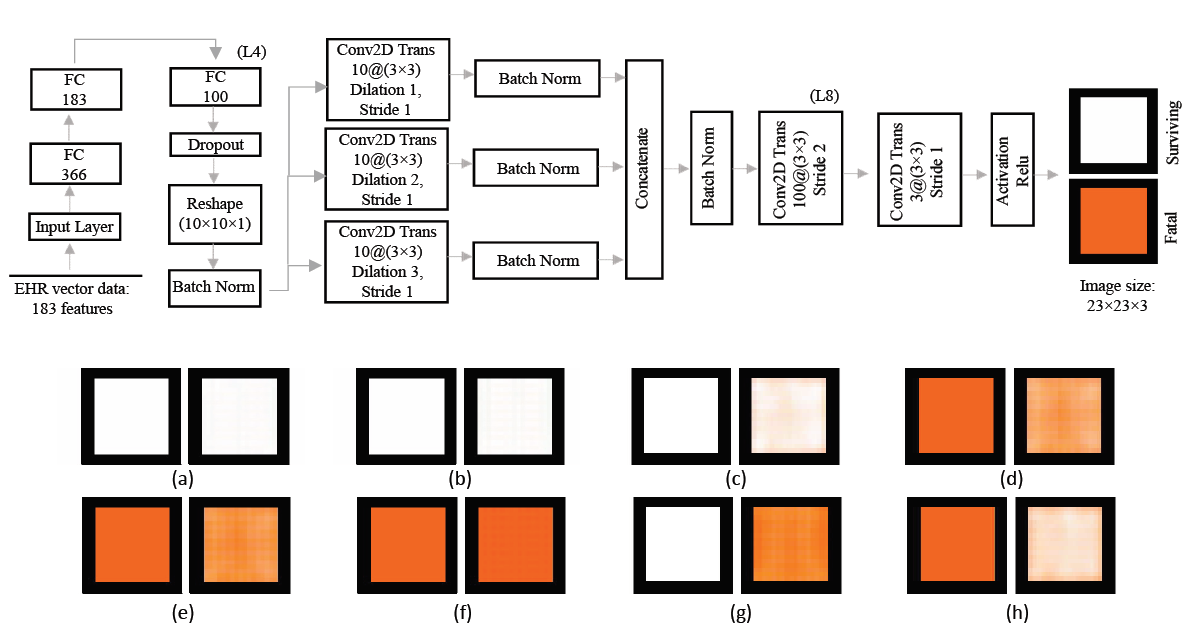 EHR vector data:
183 features
Input Layer
FC
366
FC
183
(L4)
FC
100
Dropout
Reshape
(10×10×1)
Batch Norm
Conv2D Trans
10@(3×3)
Dilation 1,
Stride 1
Conv2D Trans
10@(3×3)
Dilation 2,
Stride 1
Conv2D Trans
10@(3×3)
Dilation 3,
Stride 1
Batch Norm
Batch Norm
Batch Norm
Concatenate
Batch Norm
(L8)
Conv2D Trans
100@(3×3)
Stride 2
Conv2D Trans
3@(3×3)
Stride 1
Activation
Relu
Surviving
Fatal
Image size:
23×23×3
(a)
(b)
(c)
(d)
(e)
(f)
(g)
(h)